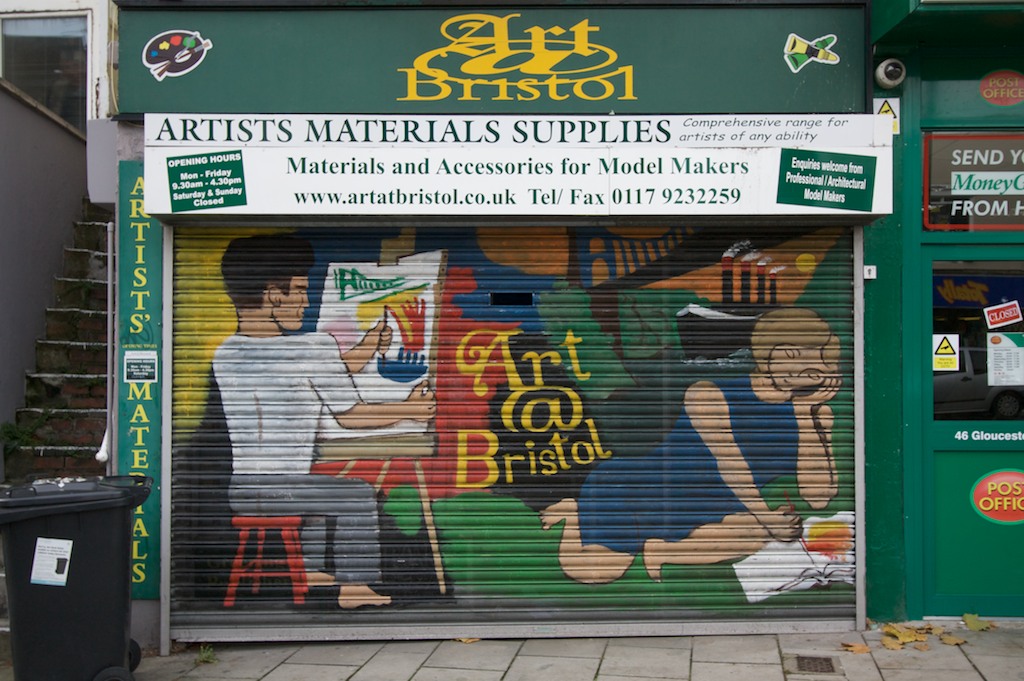 Art
@
Bristol
ARTISTS MATERIALS SUPPLIES
Comprehensive range for
artists of any ability
OPENING HOURS
Mon - Friday
9.30am - 4.30pm
Saturday & Sunday
Closed
Materials and Accessories for Model Makers
www.artatbristol.co.uk Tel/ Fax 0117 9232259
Enquiries welcome from
Professional / Architectural
Model Makers
ARTISTS' MATERIALS
Art
@
Bristol
POST
OFFICE
SEND YO
MoneyG
FROM H
CLOSED
46 Glouceste
POST
OFFIC